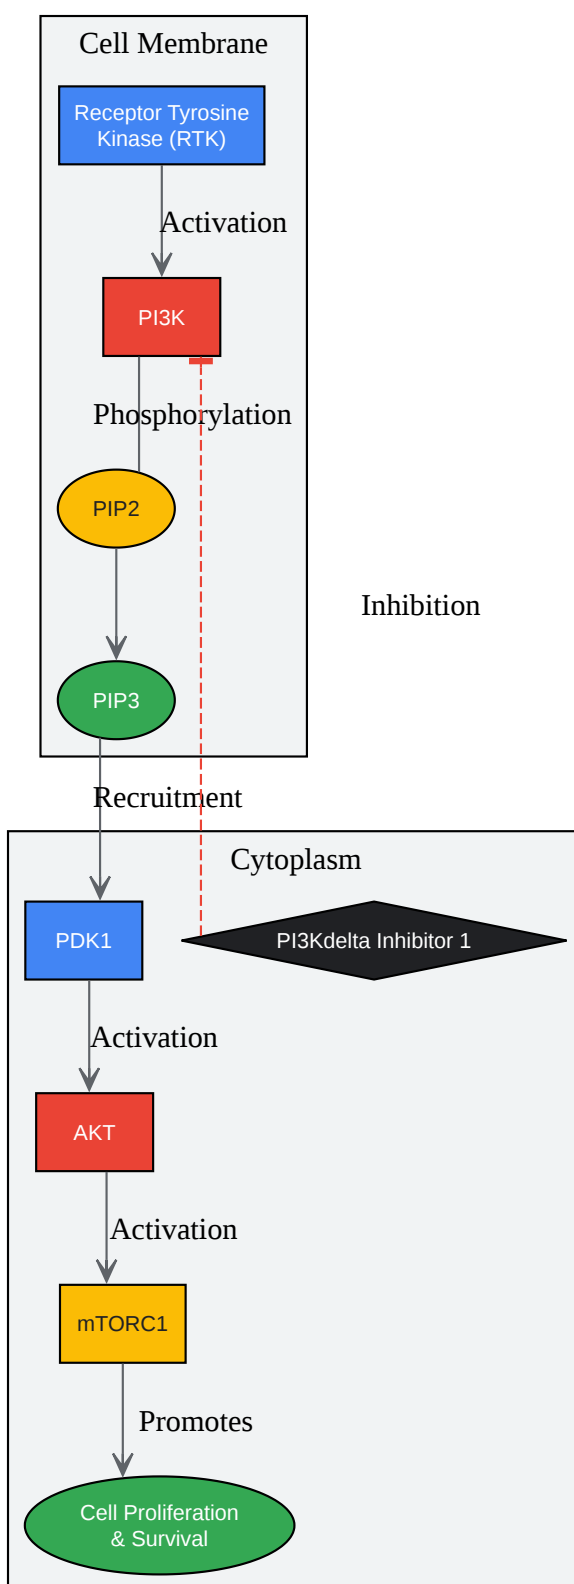 Cell Membrane
Receptor Tyrosine
Kinase (RTK)
Activation
PI3K
Phosphorylation
PIP2
Inhibition
PIP3
Recruitment
Cytoplasm
PDK1
PI3Kdelta Inhibitor 1
Activation
AKT
Activation
mTORC1
Promotes
Cell Proliferation
& Survival